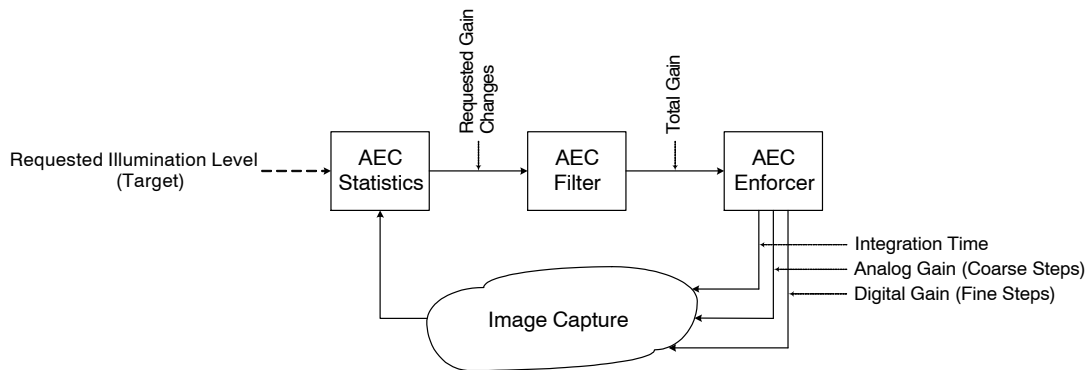 Requested Gain
Changes
Total Gain
Requested Illumination Level
(Target)
AEC
Statistics
AEC
Filter
AEC
Enforcer
Integration Time
Analog Gain (Coarse Steps)
Digital Gain (Fine Steps)
Image Capture